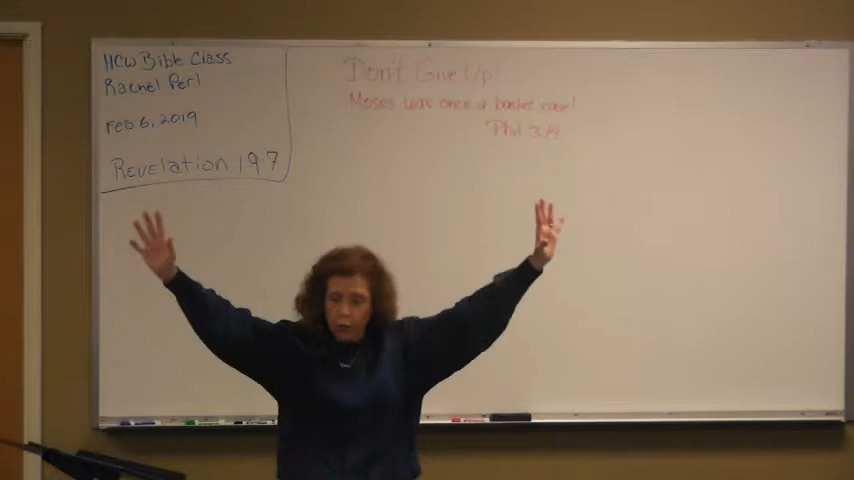 HCW Bible Class
Rachel Perl
Feb 6, 2019
Revelation 19:7
Don't Give Up!
Moses was once a basket case!
Phil 3:14